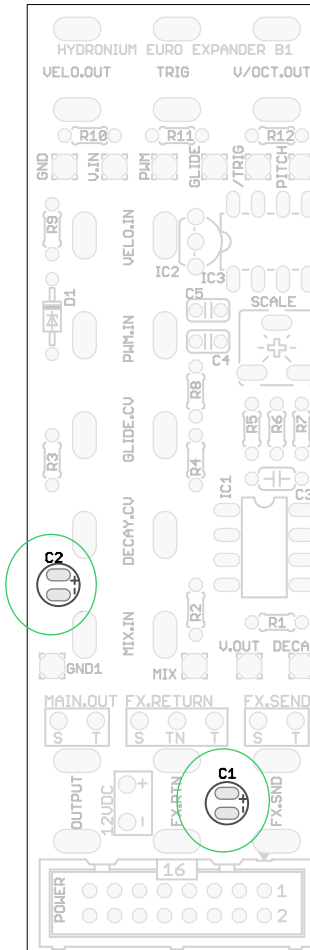 HYDRONIUM EURO EXPANDER B1
VELO.OUT TRIG V/OCT.OUT
R10 R11 R12
GND V.IN PWM GLIDE /TRIG PITCH
R9 VELO.IN IC2 IC3
D1 C5 SCALE
PWM.IN C4
R8
GLIDE.CV R5 R6 R7
R3 R4
IC1 C3
DECAY.CV
C2
+
-
MIX.IN R2 R1
GND1 MIX V.OUT DECA
MAIN.OUT FX.RETURN FX.SEND
S T S TN T S T
C1
OUTPUT 12VDC + - FX.RTN + - FX.SND
16
POWER 1
2